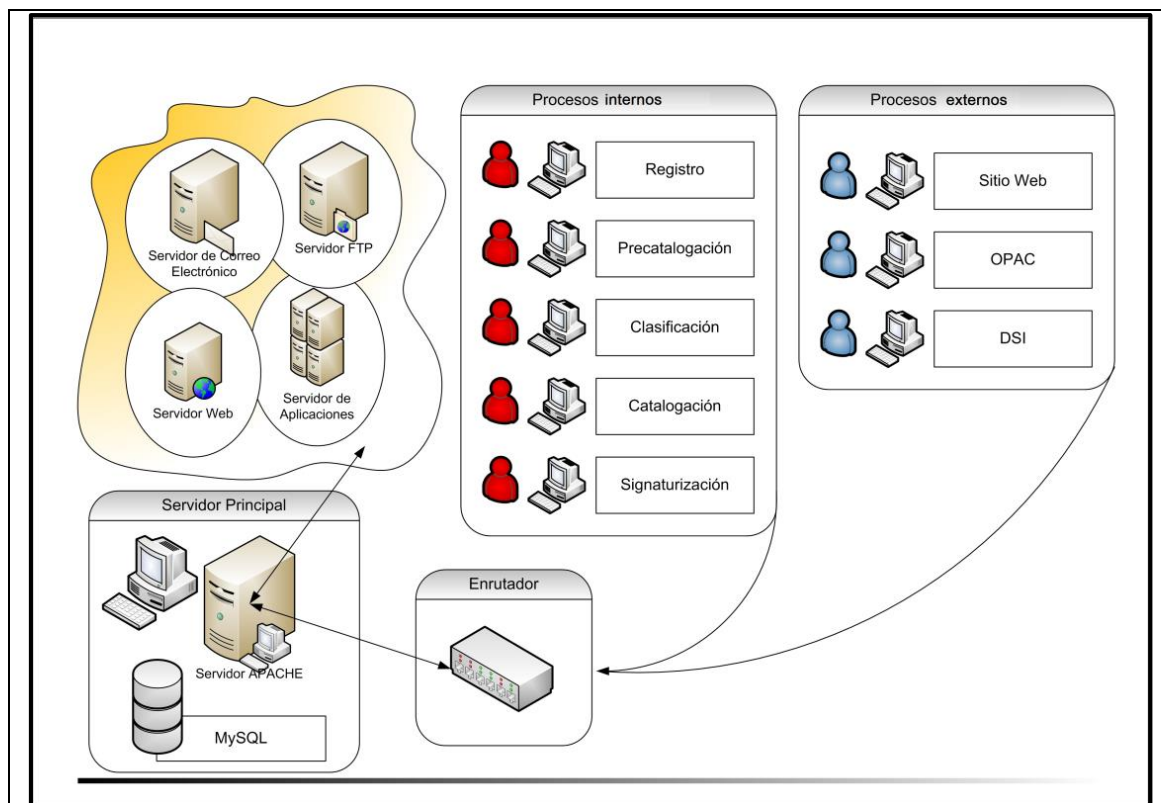 Servidor de Correo
Electrónico
Servidor FTP
Servidor Web
Servidor de
Aplicaciones
Procesos internos
Registro
Precatalogación
Clasificación
Catalogación
Signaturización
Procesos externos
Sitio Web
OPAC
DSI
Servidor Principal
Servidor APACHE
MySQL
Enrutador